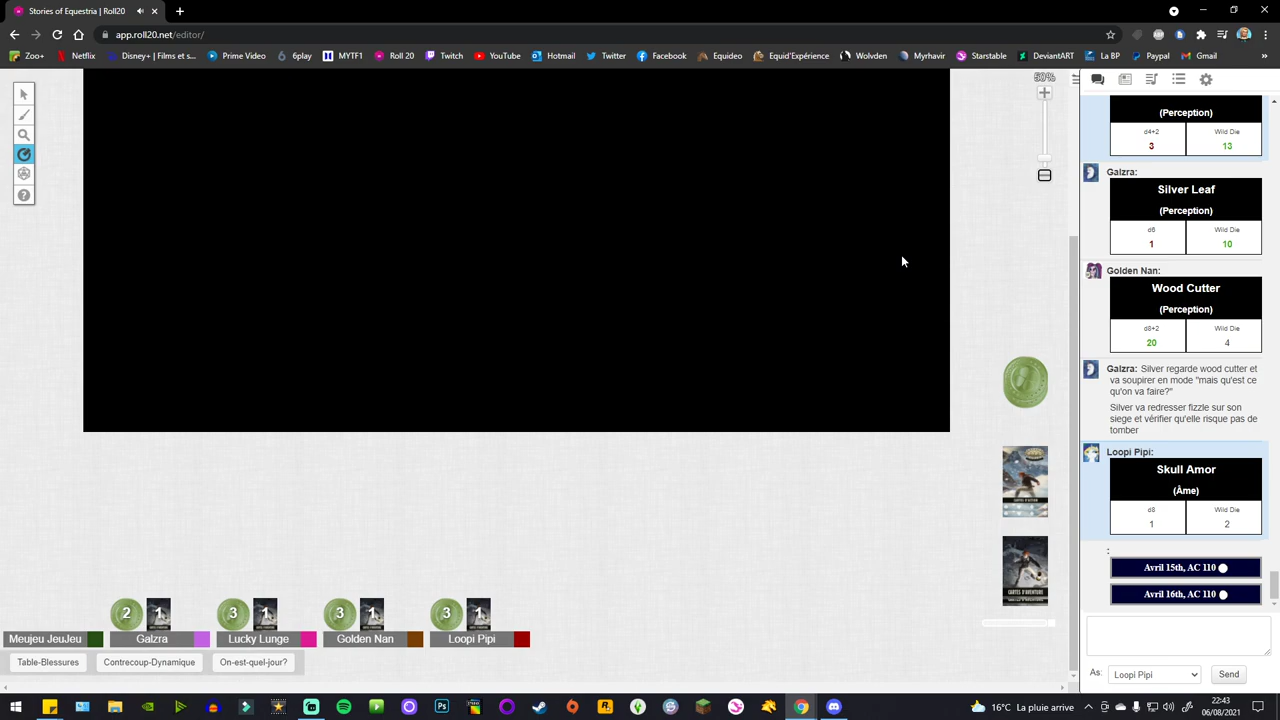 Stories of Equestria | Roll20
app.roll20.net/editor/
Zoo+ Netflix Disney+ | Films et s... Prime Video 6play MYTF1 Roll 20 Twitch YouTube Hotmail Twitter Facebook Equideo Equid'Expérience Wolvden Myrhavir Starstable DeviantART La BP Paypal Gmail
50%
(Perception)
d4+2 Wild Die
3 13
Galzra:
Silver Leaf
(Perception)
d6 Wild Die
1 10
Golden Nan:
Wood Cutter
(Perception)
d8+2 Wild Die
20 4
Galzra: Silver regarde wood cutter et
va soupirer en mode "mais qu'est ce
qu'on va faire?"
Silver va redresser fizzle sur son
siege et vérifier qu'elle risque pas de
tomber
Loopi Pipi:
Skull Amor
(Âme)
d8 Wild Die
1 2
:
Avril 15th, AC 110
Avril 16th, AC 110
2 1 3 1 3 1 3 1
Meujeu JeuJeu Galzra Lucky Lunge Golden Nan Loopi Pipi
Table-Blessures Contrecoup-Dynamique On-est-quel-jour?
As: Loopi Pipi Send
16°C La pluie arrive
22:43
06/08/2021